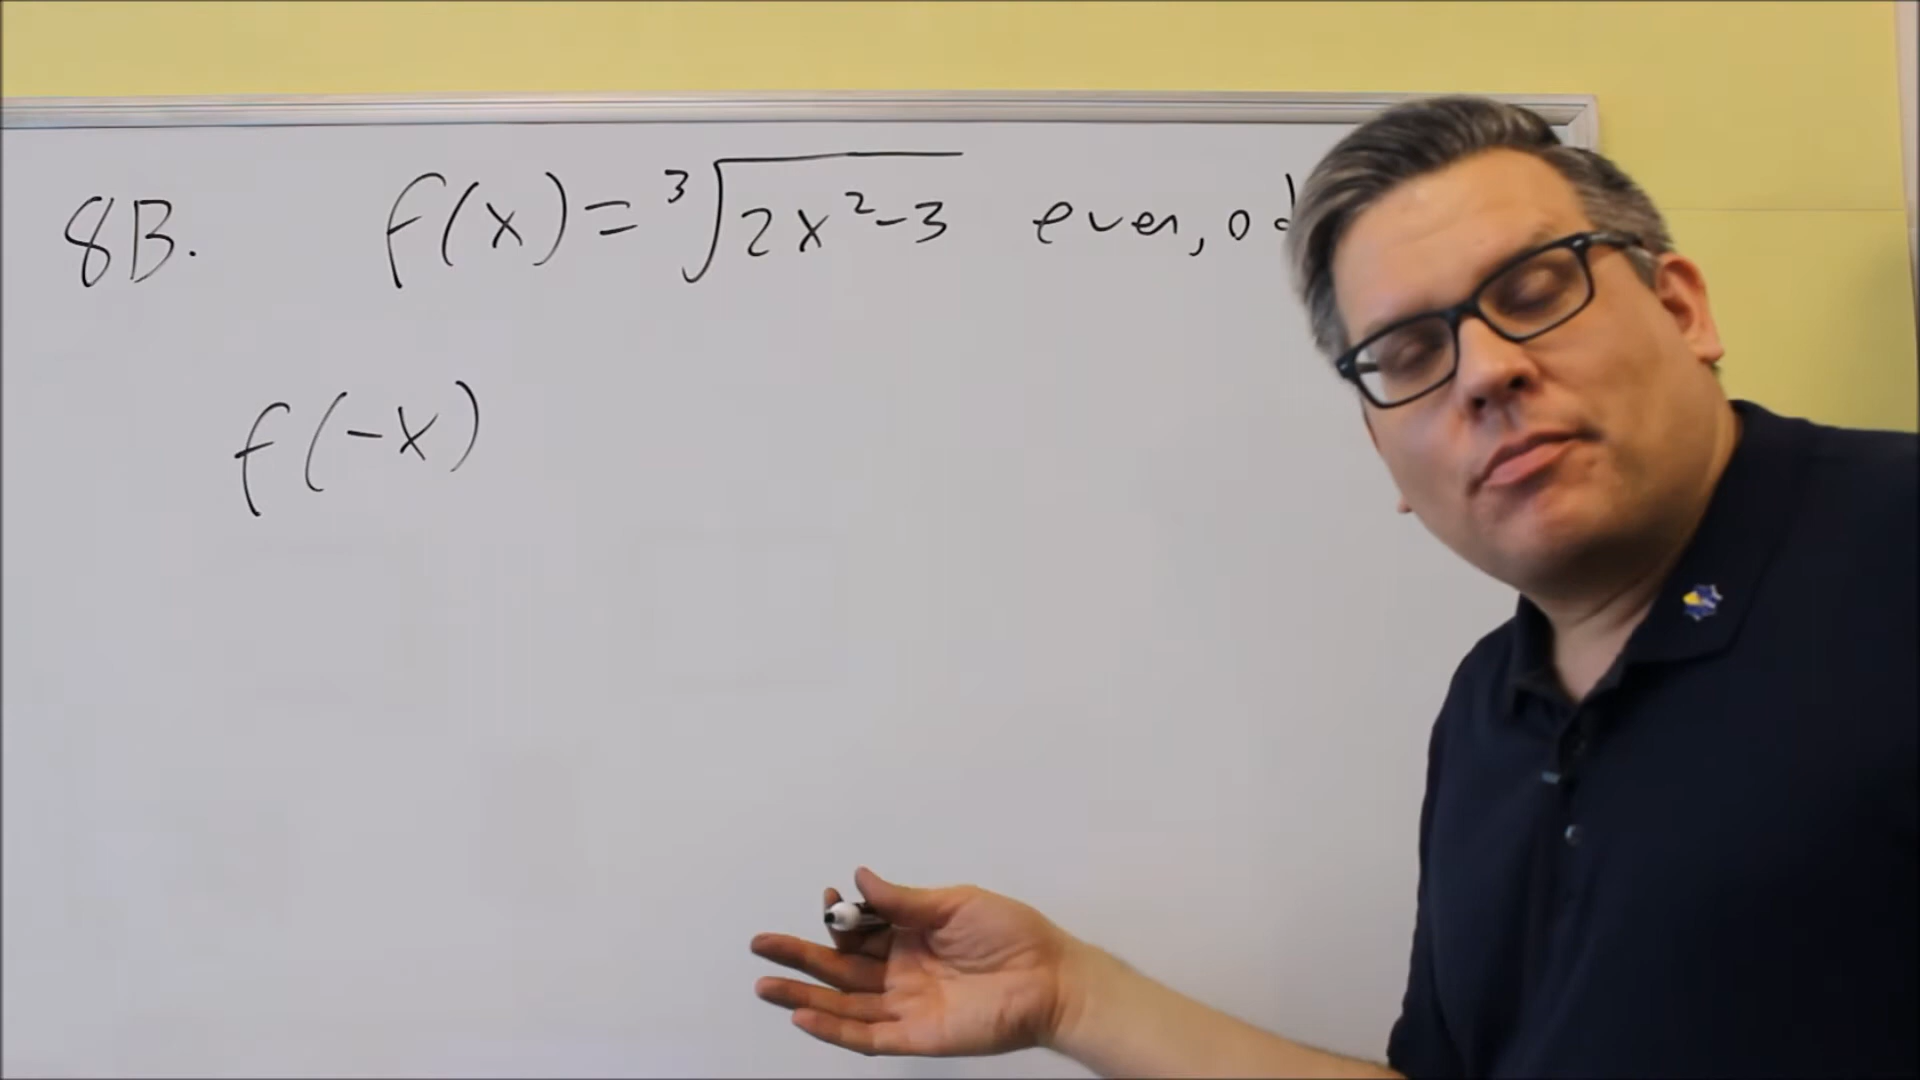 8B. f(x) = ∛(2x²-3) even, od
f(-x)